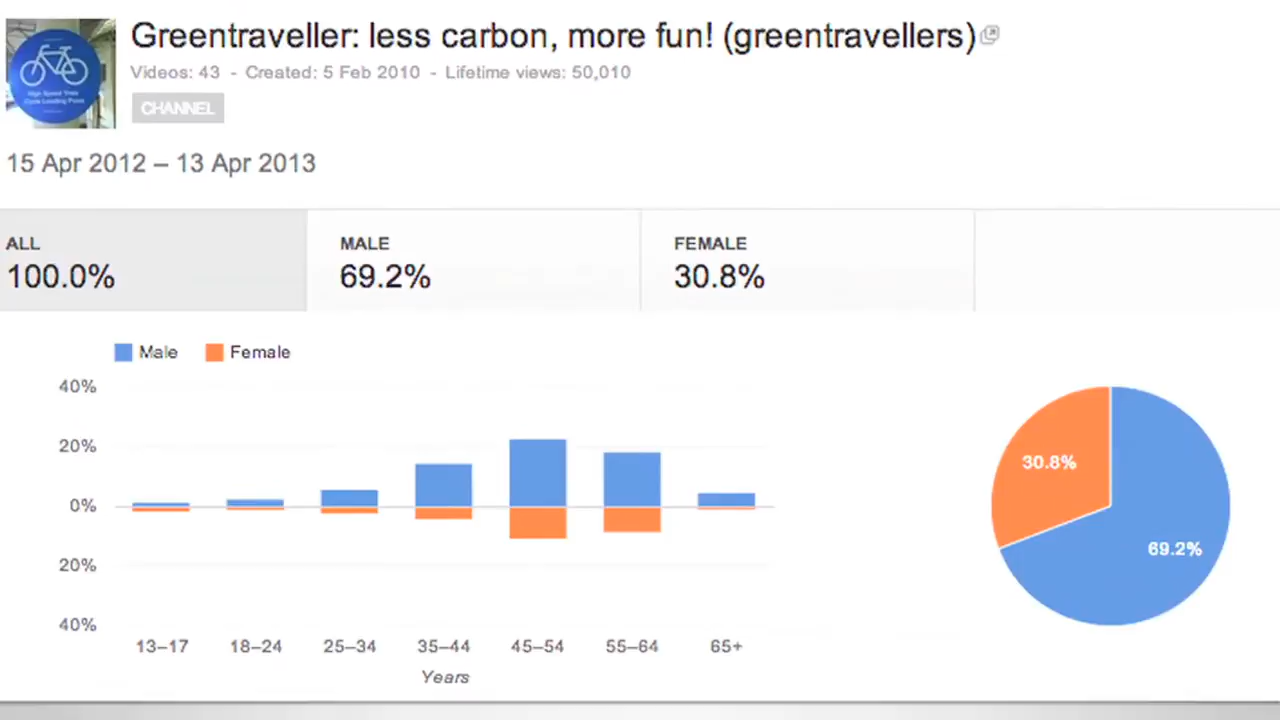 Greentraveller: less carbon, more fun! (greentravellers)
Videos: 43 - Created: 5 Feb 2010 - Lifetime views: 50,010
CHANNEL
15 Apr 2012 – 13 Apr 2013
ALL
100.0%
MALE
69.2%
FEMALE
30.8%
Male
Female
40%
20%
0%
20%
40%
13–17
18–24
25–34
35–44
45–54
55–64
65+
Years
30.8%
69.2%